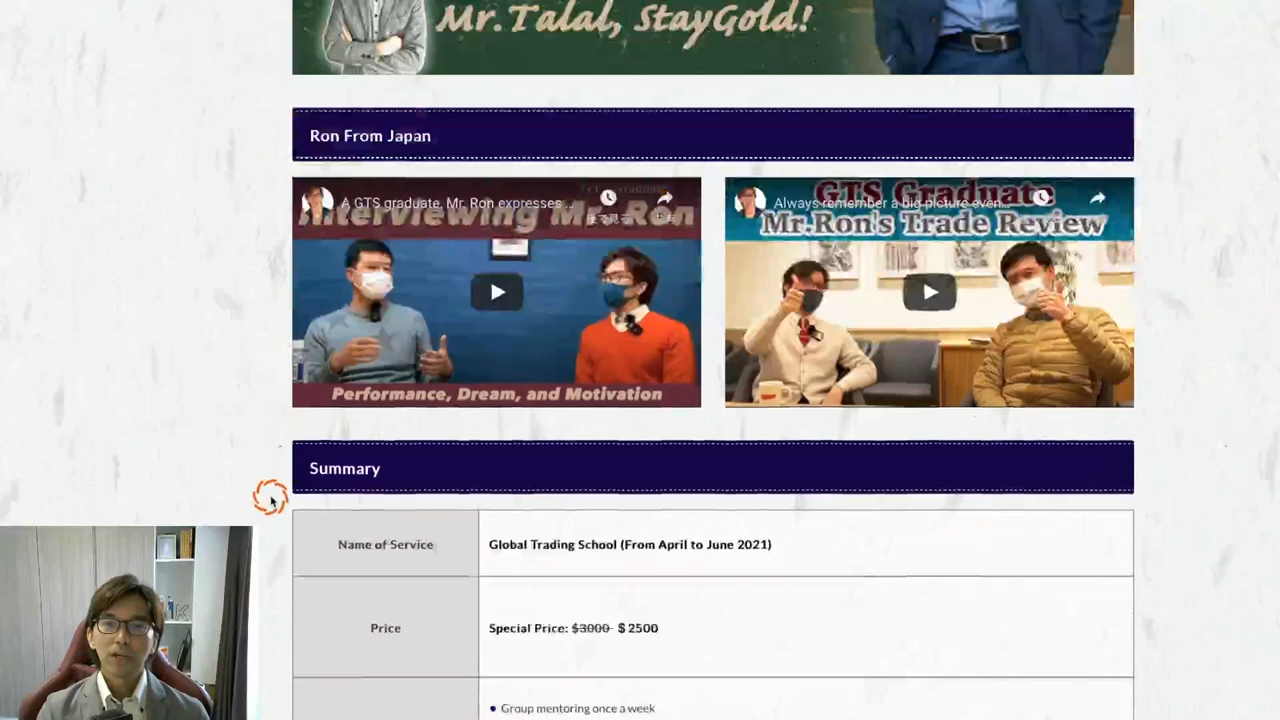 Mr.Talal, StayGold!
Ron From Japan
A GTS graduate, Mr. Ron expresses ...
Interviewing Mr. Ron
Performance, Dream, and Motivation
GTS Graduate
Always remember a big picture even...
Mr.Ron's Trade Review
Summary
Name of Service
Global Trading School (From April to June 2021)
Price
Special Price: $3000 $ 2500
• Group mentoring once a week